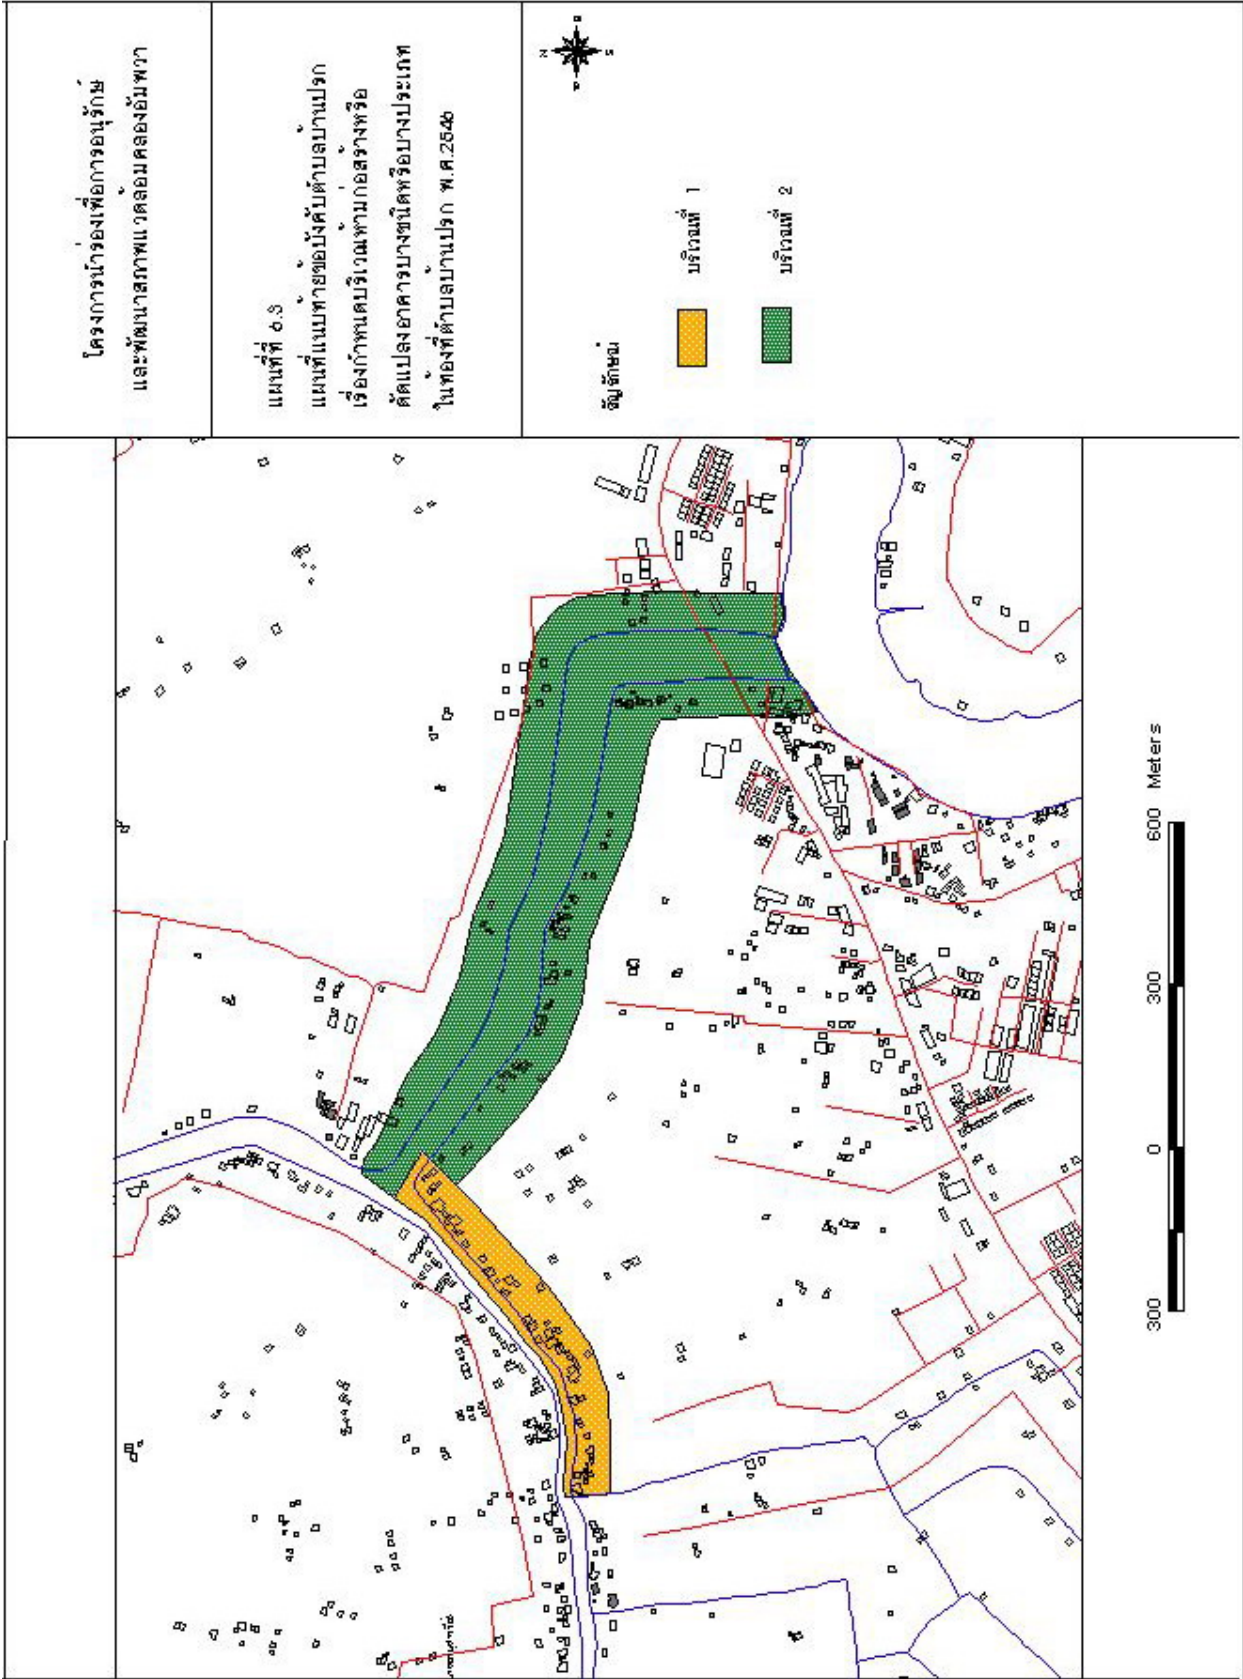 โครงการนำร่องเพื่อการอนุรักษ์
และพัฒนาสภาพแวดล้อมคลองอัมพวา
แผนที่ที่ 6.3
แผนที่แนบท้ายข้อบังคับตำบลบ้านปรก
เรื่องกำหนดบริเวณห้ามก่อสร้างหรือ
ดัดแปลงอาคารบางชนิดหรือบางประเภท
ในท้องที่ตำบลบ้านปรก พ.ศ.2546
N
S
สัญลักษณ์
บริเวณที่ 1
บริเวณที่ 2
300 0 300 600 Meters